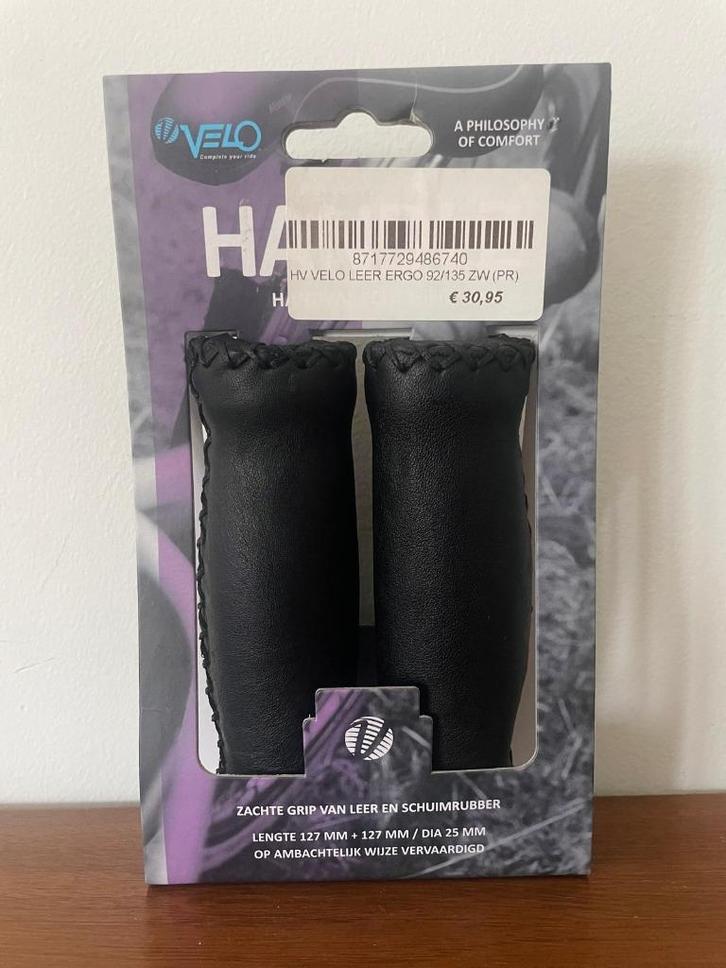 VELO
Complete your ride
A PHILOSOPHY
OF COMFORT
8717729486740
HV VELO LEER ERGO 92/135 ZW (PR)
€ 30,95
ZACHTE GRIP VAN LEER EN SCHUIMRUBBER
LENGTE 127 MM + 127 MM / DIA 25 MM
OP AMBACHTELIJK WIJZE VERVAARDIGD